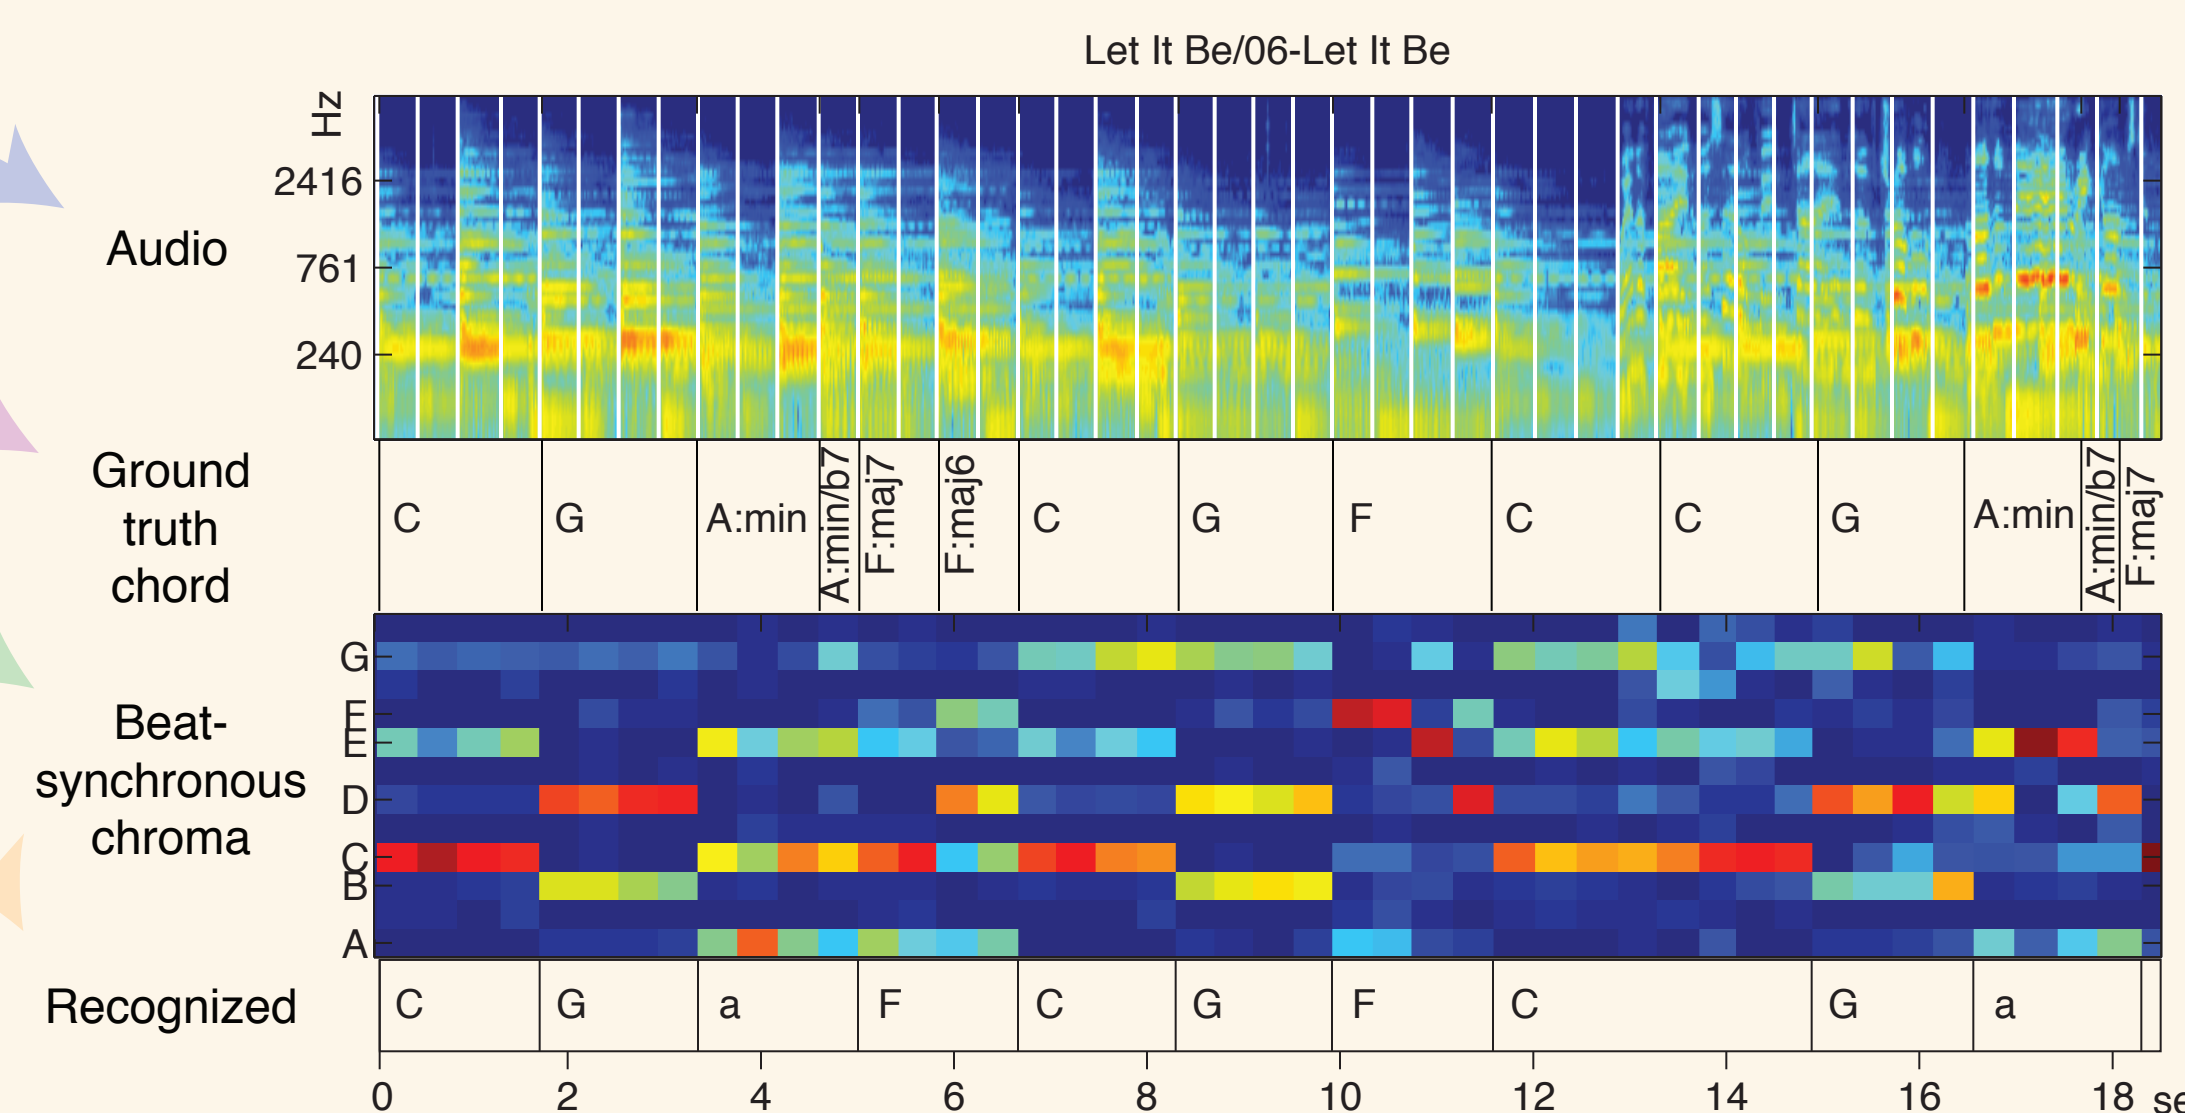 Let It Be/06-Let It Be
Hz
2416
Audio
761
240
Ground
truth
chord
C G A:min A:min/b7 F:maj7 F:maj6 C G F C C G A:min A:min/b7 F:maj7
G
F
E
D
C
B
A
Beat-
synchronous
chroma
Recognized
C G a F C G F C G a
0 2 4 6 8 10 12 14 16 18 se